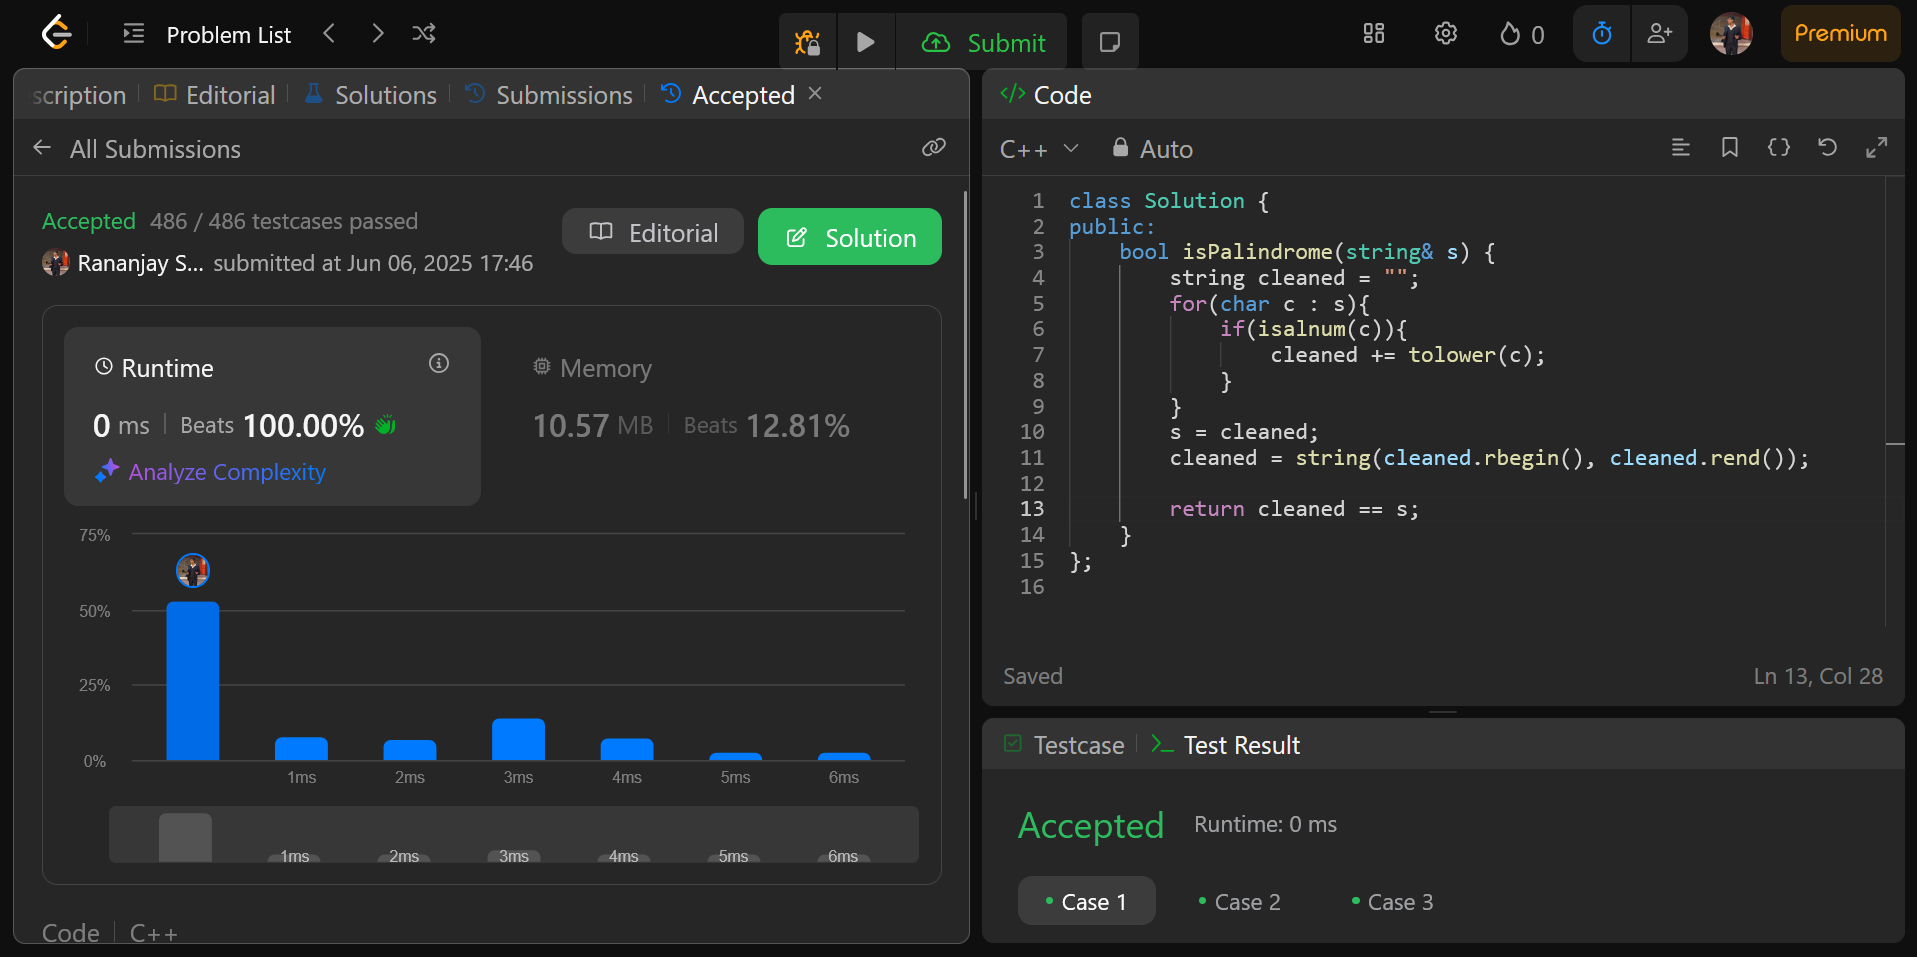 Problem List
Submit
0
Premium
scription
Editorial
Solutions
Submissions
Accepted
All Submissions
Accepted 486 / 486 testcases passed
Editorial
Solution
Rananjay S... submitted at Jun 06, 2025 17:46
Runtime
0 ms Beats 100.00%
Analyze Complexity
Memory
10.57 MB Beats 12.81%
75%
50%
25%
0%
1ms 2ms 3ms 4ms 5ms 6ms
1ms 2ms 3ms 4ms 5ms 6ms
Code C++
</> Code
C++ Auto
1 class Solution {
2 public:
3     bool isPalindrome(string& s) {
4         string cleaned = "";
5         for(char c : s){
6             if(isalnum(c)){
7                 cleaned += tolower(c);
8             }
9         }
10         s = cleaned;
11         cleaned = string(cleaned.rbegin(), cleaned.rend());
12
13         return cleaned == s;
14     }
15 };
16
Saved
Ln 13, Col 28
Testcase
Test Result
Accepted Runtime: 0 ms
Case 1
Case 2
Case 3